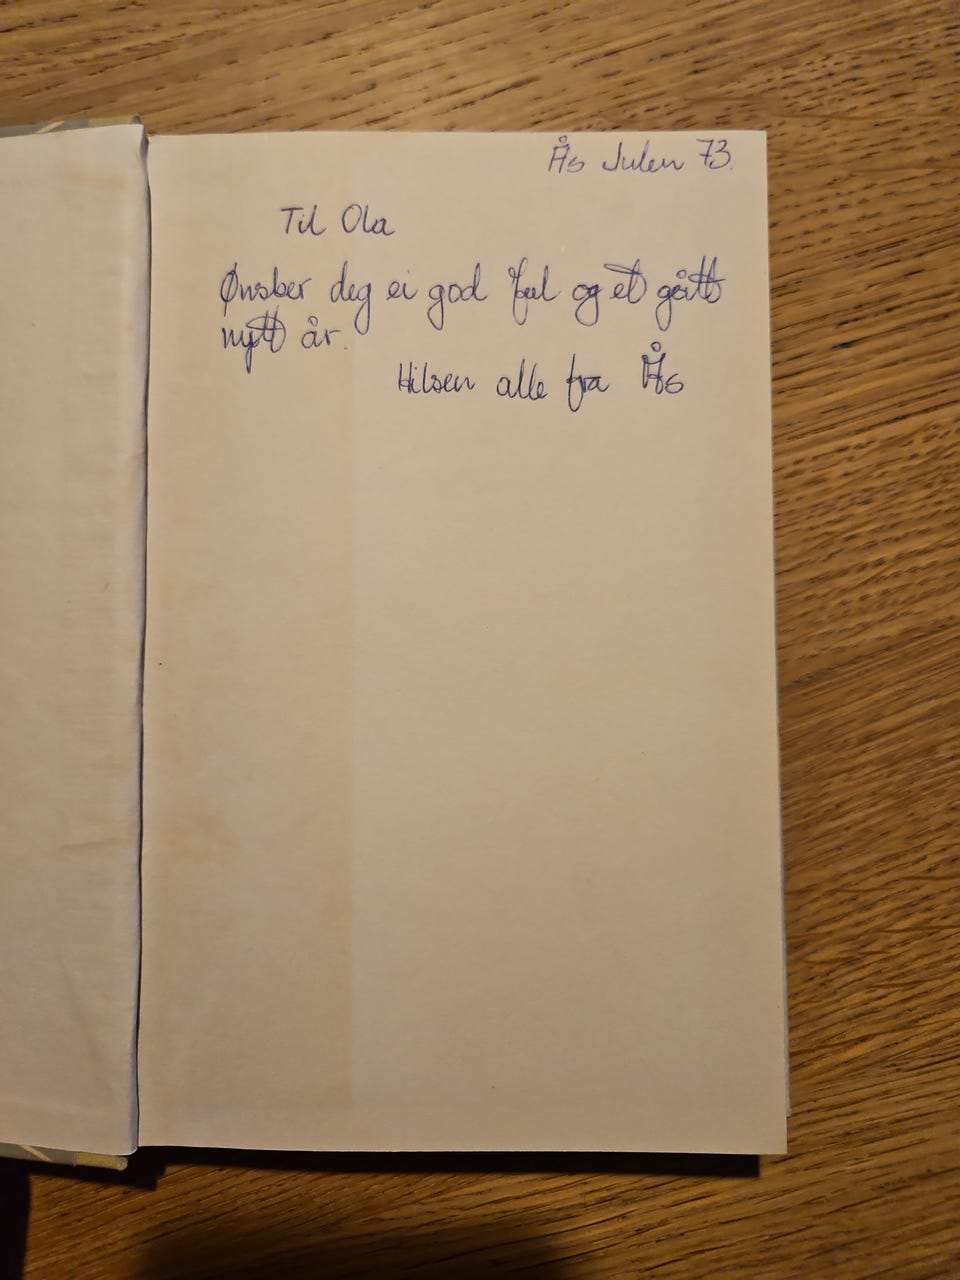 Ås Julen 73.
Til Ola
Ønsker deg ei god Jul og et godt
nytt år.
Hilsen alle fra Ås